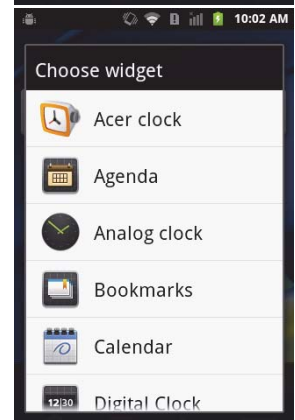 10:02 AM
Choose widget
Acer clock
Agenda
Analog clock
Bookmarks
Calendar
12 30
Digital Clock